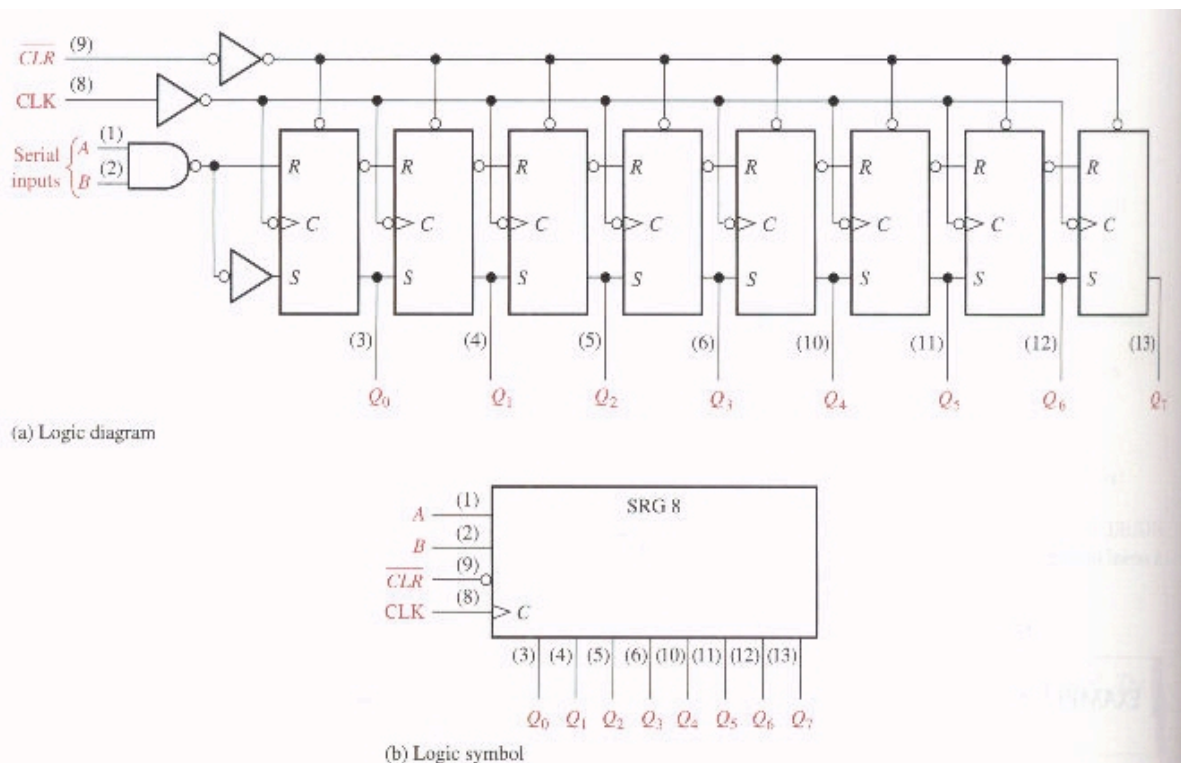 CLR (9)
CLK (8)
Serial inputs { A (1)
B (2)
R R R R R R R R
C C C C C C C C
S S S S S S S S
(3) (4) (5) (6) (10) (11) (12) (13)
Q0 Q1 Q2 Q3 Q4 Q5 Q6 Q7
(a) Logic diagram
SRG 8
A (1)
B (2)
CLR (9)
CLK (8) C
(3) (4) (5) (6) (10) (11) (12) (13)
Q0 Q1 Q2 Q3 Q4 Q5 Q6 Q7
(b) Logic symbol